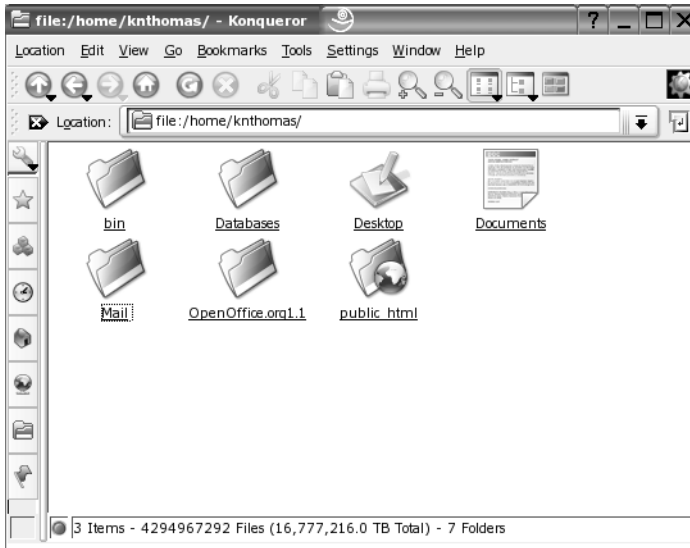 file:/home/knthomas/ - Konqueror
Location Edit View Go Bookmarks Tools Settings Window Help
Location: file:/home/knthomas/
bin Databases Desktop Documents
Mail OpenOffice.org1.1 public_html
3 Items - 4294967292 Files (16,777,216.0 TB Total) - 7 Folders